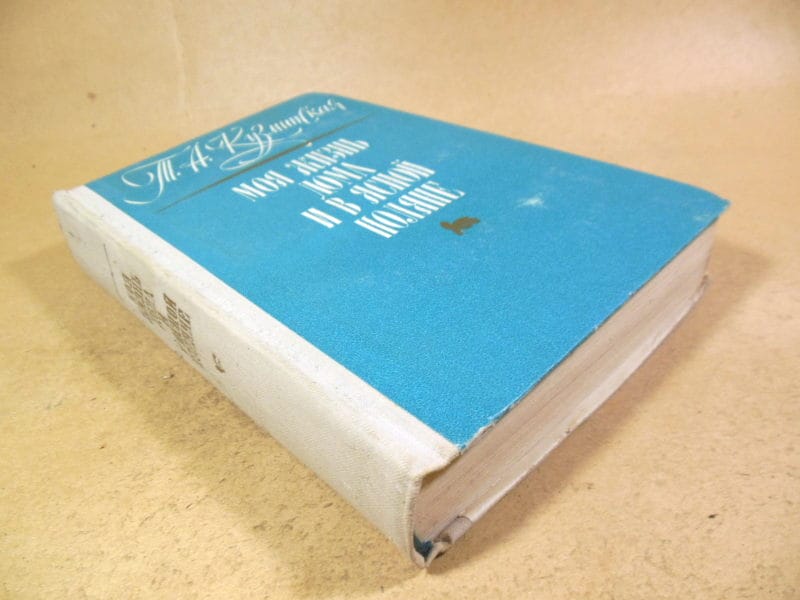 Т. А. Кузминская
МОЯ ЖИЗНЬ
ДОМА
И В ЯСНОЙ
ПОЛЯНЕ